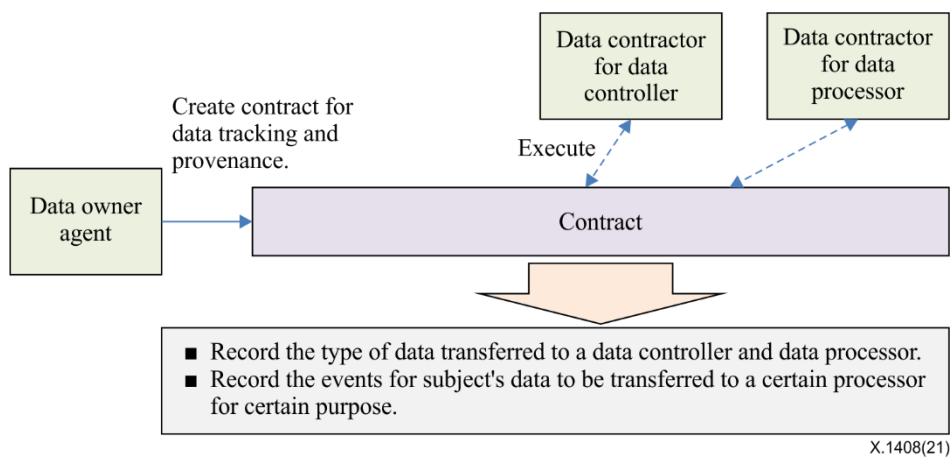 Data contractor
for data
controller
Data contractor
for data
processor
Create contract for
data tracking and
provenance.
Execute
Data owner
agent
Contract
■ Record the type of data transferred to a data controller and data processor.
■ Record the events for subject's data to be transferred to a certain processor
for certain purpose.
X.1408(21)